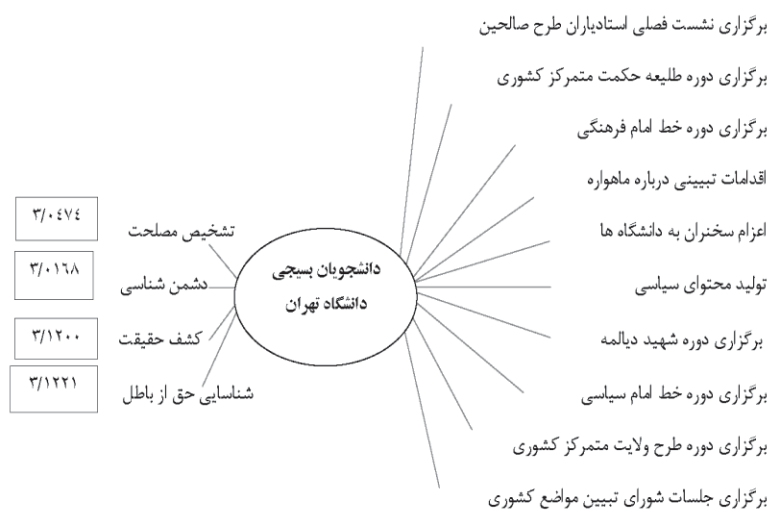 برگزاری نشست فصلی استادیاران طرح صالحین
برگزاری دوره طلیعه حکمت متمرکز کشوری
برگزاری دوره خط امام فرهنگی
اقدامات تبیینی درباره ماهواره
اعزام سخنران به دانشگاه ها
تولید محتوای سیاسی
برگزاری دوره شهید دیالمه
برگزاری دوره خط امام سیاسی
برگزاری دوره طرح ولایت متمرکز کشوری
برگزاری جلسات شورای تبیین مواضع کشوری
دانشجویان بسیجی
دانشگاه تهران
تشخیص مصلحت
۳/۰٤۷٤
دشمن شناسی
۳/۰۱٦۸
کشف حقیقت
۳/۱۲۰۰
شناسایی حق از باطل
۳/۱۲۲۱